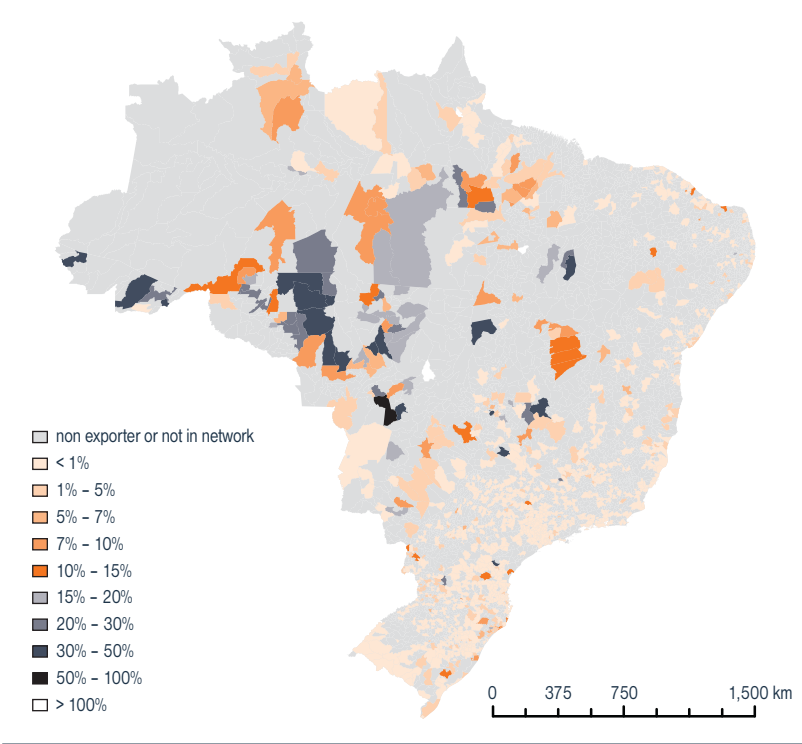 non exporter or not in network
< 1%
1% – 5%
5% – 7%
7% – 10%
10% – 15%
15% – 20%
20% – 30%
30% – 50%
50% – 100%
> 100%
0 375 750 1,500 km